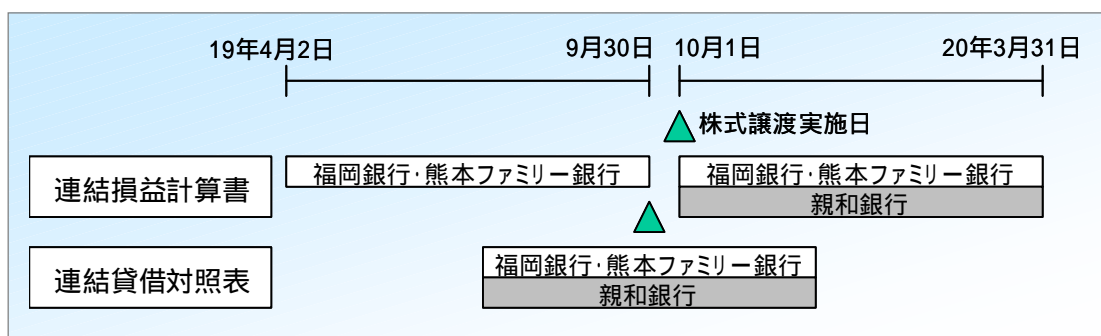 19年4月2日 9月30日 10月1日 20年3月31日
株式譲渡実施日
連結損益計算書 福岡銀行・熊本ファミリー銀行 福岡銀行・熊本ファミリー銀行
親和銀行
連結貸借対照表 福岡銀行・熊本ファミリー銀行
親和銀行